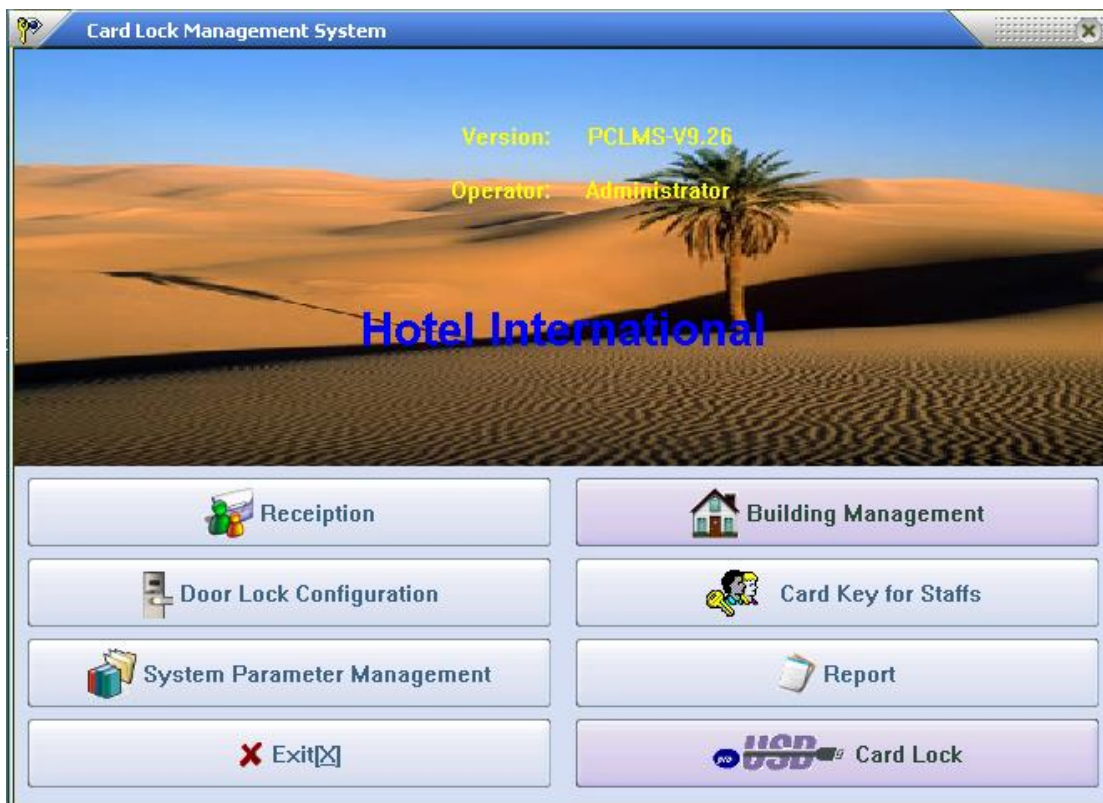 Card Lock Management System
Version: PCLMS-V9.26
Operator: Administrator
Hotel International
Receiption
Building Management
Door Lock Configuration
Card Key for Staffs
System Parameter Management
Report
Exit[X]
pro USB Card Lock